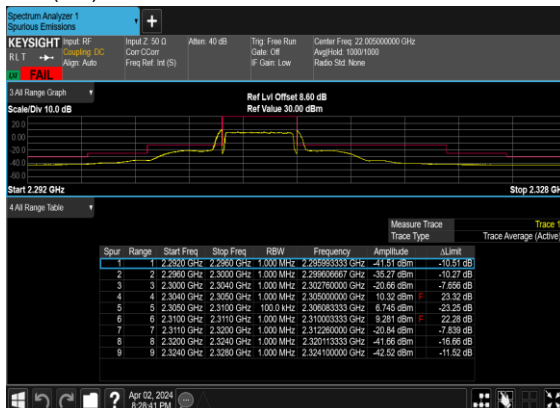 Spectrum Analyzer 1
Spurious Emissions
+
KEYSIGHT Input: RF Input Z: 50 Ω Atten: 40 dB Trig: Free Run Center Freq: 22.005000000 GHz
RLT Coupling: DC Corr CCorr Gate: Off Avg|Hold: 1000/1000
Align: Auto Freq Ref: Int (S) IF Gain: Low Radio Std: None
FAIL
3 All Range Graph Ref Lvl Offset 8.60 dB
Scale/Div 10.0 dB Ref Value 30.00 dBm
20.0
0.00
-20.0
-40.0
-60.0
Start 2.292 GHz Stop 2.328 GHz
4 All Range Table
Measure Trace Trace 1
Trace Type Trace Average (Active)
Spur Range Start Freq Stop Freq RBW Frequency Amplitude ΔLimit
1 1 2.2920 GHz 2.2960 GHz 1.000 MHz 2.295993333 GHz -41.51 dBm -10.51 dB
2 2 2.2960 GHz 2.3000 GHz 1.000 MHz 2.299606667 GHz -35.27 dBm -10.27 dB
3 3 2.3000 GHz 2.3040 GHz 1.000 MHz 2.302760000 GHz -20.66 dBm -7.656 dB
4 4 2.3040 GHz 2.3050 GHz 1.000 MHz 2.305000000 GHz 10.32 dBm F 23.32 dB
5 5 2.3050 GHz 2.3100 GHz 100.0 kHz 2.306083333 GHz 6.745 dBm -23.25 dB
6 6 2.3100 GHz 2.3110 GHz 1.000 MHz 2.310003333 GHz 9.281 dBm F 22.28 dB
7 7 2.3110 GHz 2.3200 GHz 1.000 MHz 2.312260000 GHz -20.84 dBm -7.839 dB
8 8 2.3200 GHz 2.3240 GHz 1.000 MHz 2.320113333 GHz -41.66 dBm -16.66 dB
9 9 2.3240 GHz 2.3280 GHz 1.000 MHz 2.324100000 GHz -42.52 dBm -11.52 dB
? Apr 02, 2024
8:28:41 PM